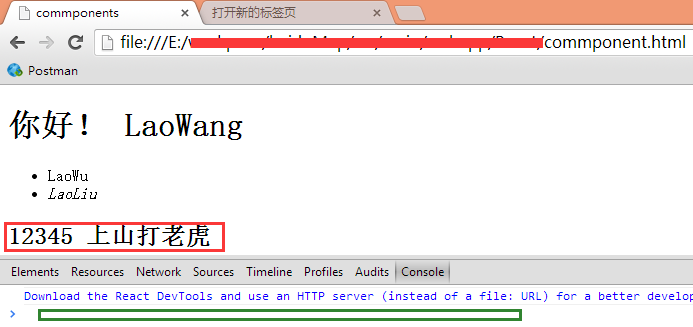 commponents
打开新的标签页
file:///E:/ /commponent.html
Postman
你好！ LaoWang
LaoWu
LaoLiu
12345 上山打老虎
Elements Resources Network Sources Timeline Profiles Audits Console
Download the React DevTools and use an HTTP server (instead of a file: URL) for a better develop